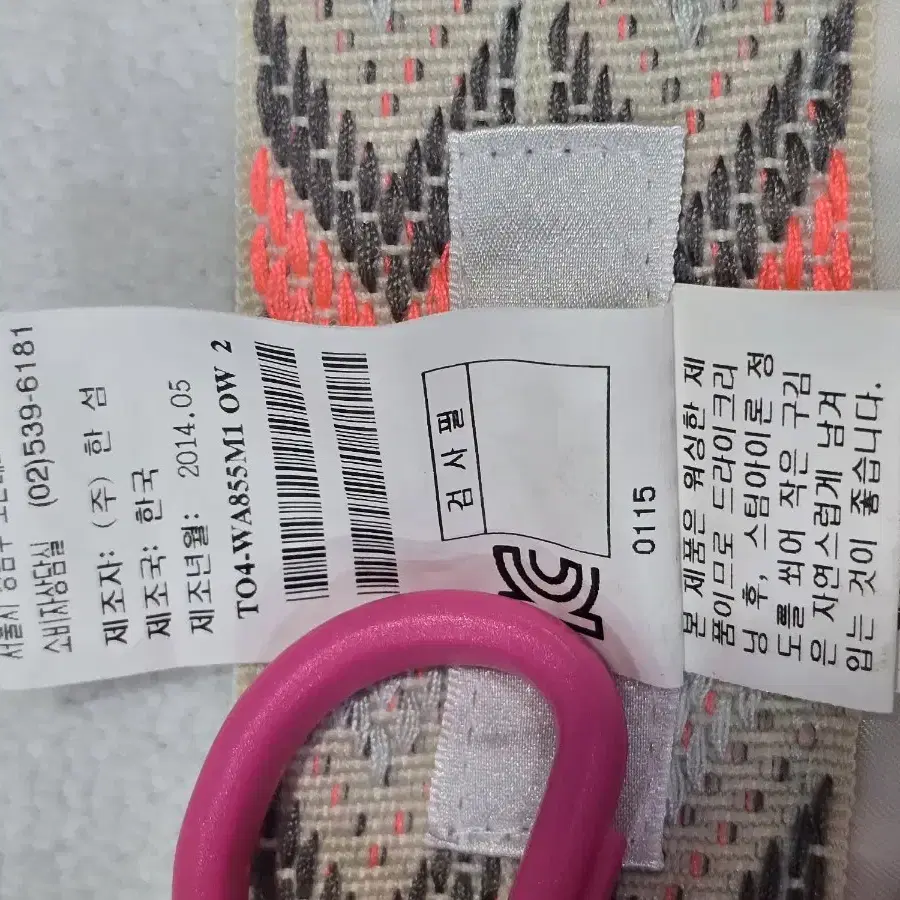 소비자상담실 (02)539-6181
제조자: (주) 한 섬
제조국: 한국
제조년월: 2014.05
TO4-WA855M1 OW 2
검 사 필
0115
본 제품은 워싱한 제
품이므로 드라이크리
닝 후, 스팀아이론 정
도를 쐬어 작은 구김
은 자연스럽게 남겨
입는 것이 좋습니다.